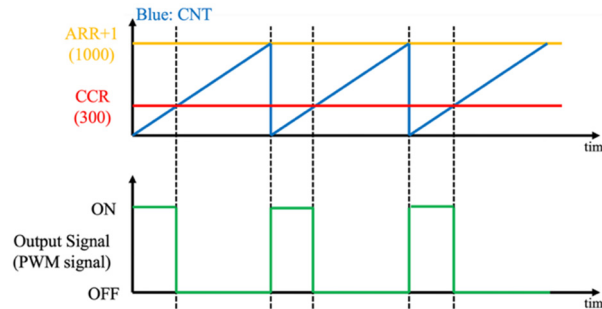 Blue: CNT
ARR+1
(1000)
CCR
(300)
tim
ON
Output Signal
(PWM signal)
OFF
tim